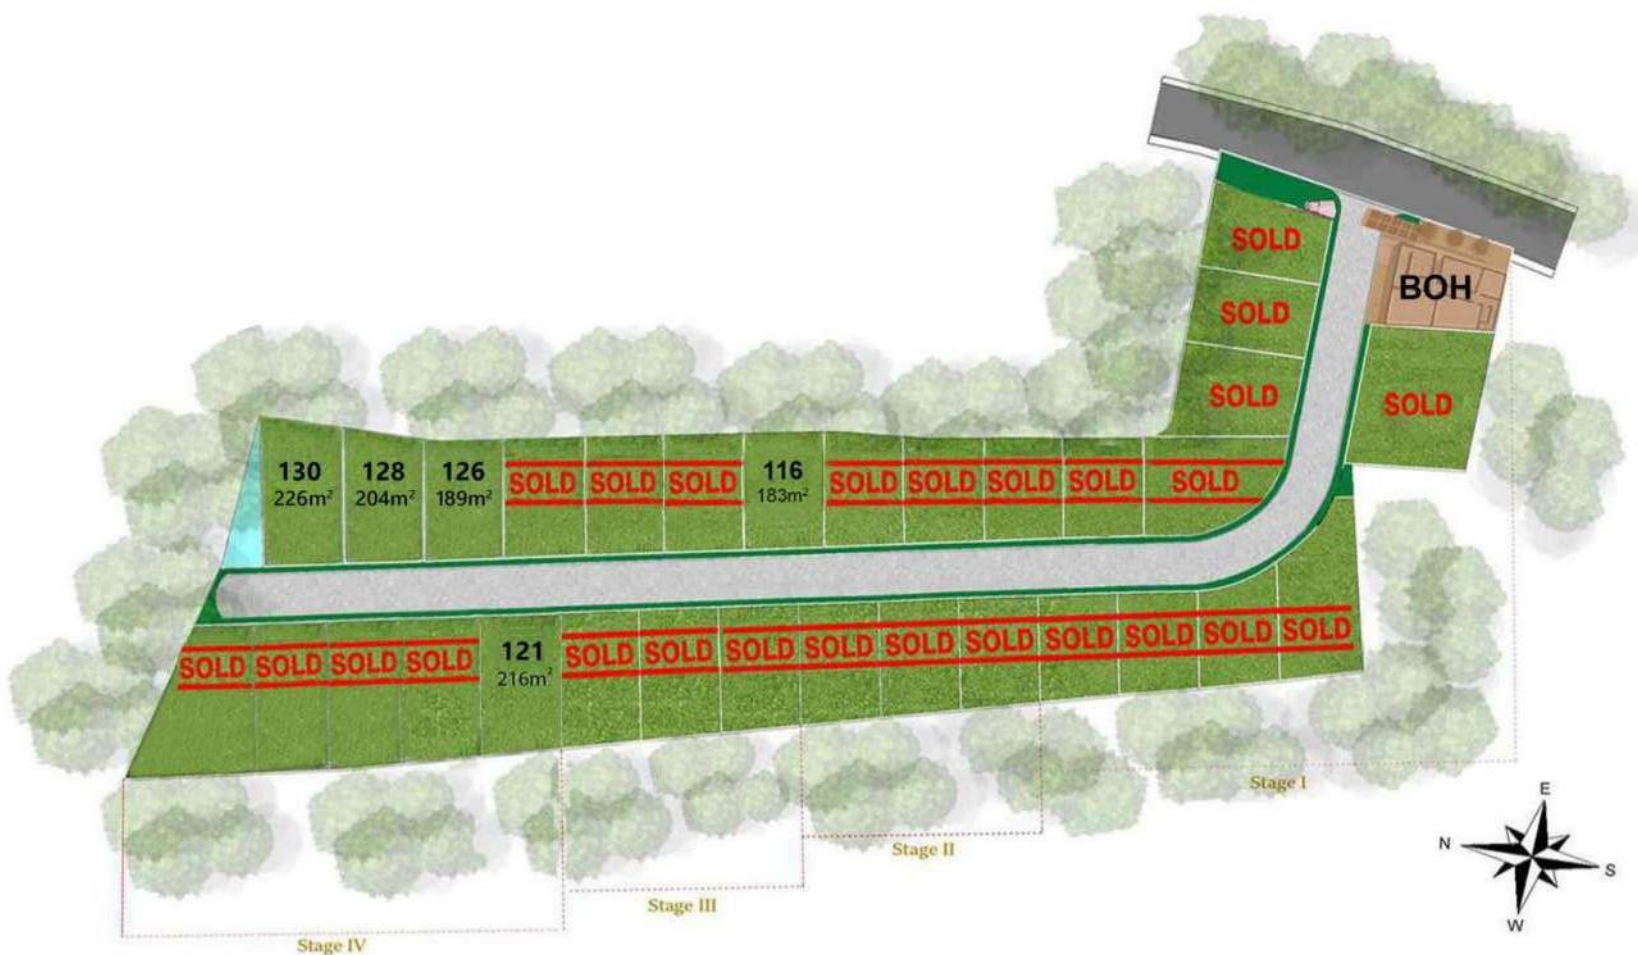 SOLD
BOH
SOLD
SOLD
SOLD
130
226m²
128
204m²
126
189m²
SOLD
SOLD
SOLD
116
183m²
SOLD
SOLD
SOLD
SOLD
SOLD
SOLD
SOLD
SOLD
SOLD
121
216m²
SOLD
SOLD
SOLD
SOLD
SOLD
SOLD
SOLD
SOLD
SOLD
SOLD
Stage I
Stage II
Stage III
Stage IV
E
N
S
W